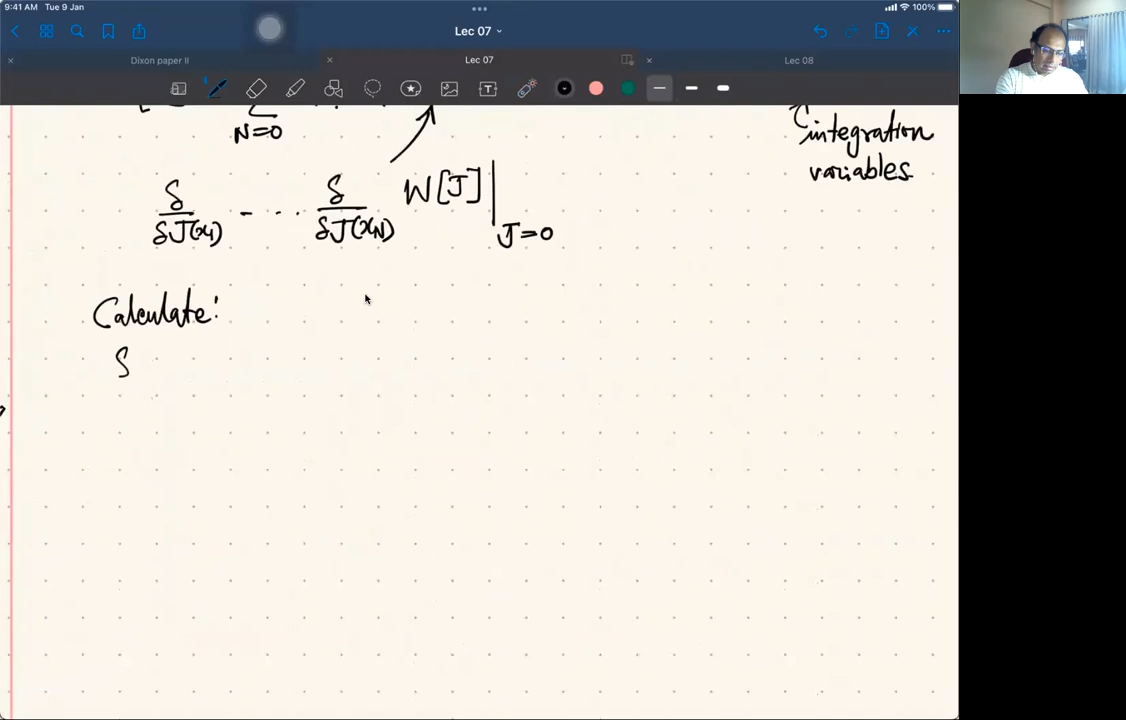 9:41 AM Tue 9 Jan
100%
Lec 07
Dixon paper II
Lec 07
Lec 08
N=0
integration
variables
δ/δJ(x₁) - ... δ/δJ(x_N) W[J] |_{J=0}
Calculate:
δ